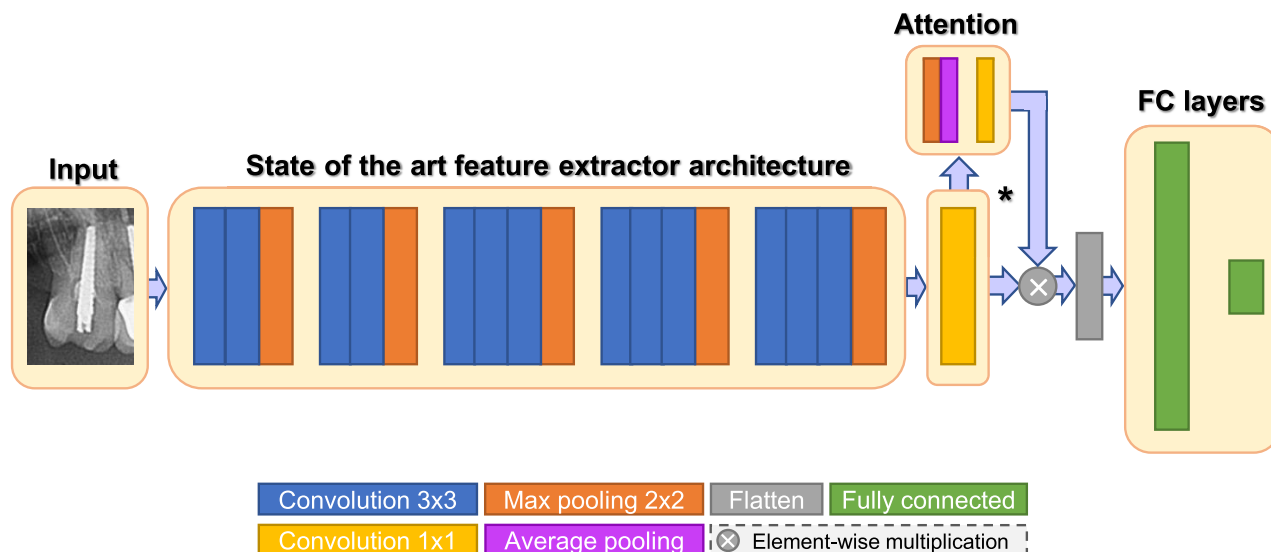 Attention
FC layers
Input
State of the art feature extractor architecture
*
Convolution 3x3
Max pooling 2x2
Flatten
Fully connected
Convolution 1x1
Average pooling
Element-wise multiplication